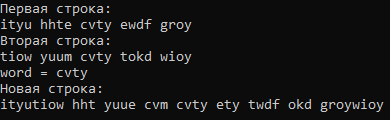 Первая строка:
ityu hhte cvty ewdf groy
Вторая строка:
tiow yuum cvty tokd wioy
word = cvty
Новая строка:
ityutiow hht yuue cvm cvty ety twdf okd groywioy